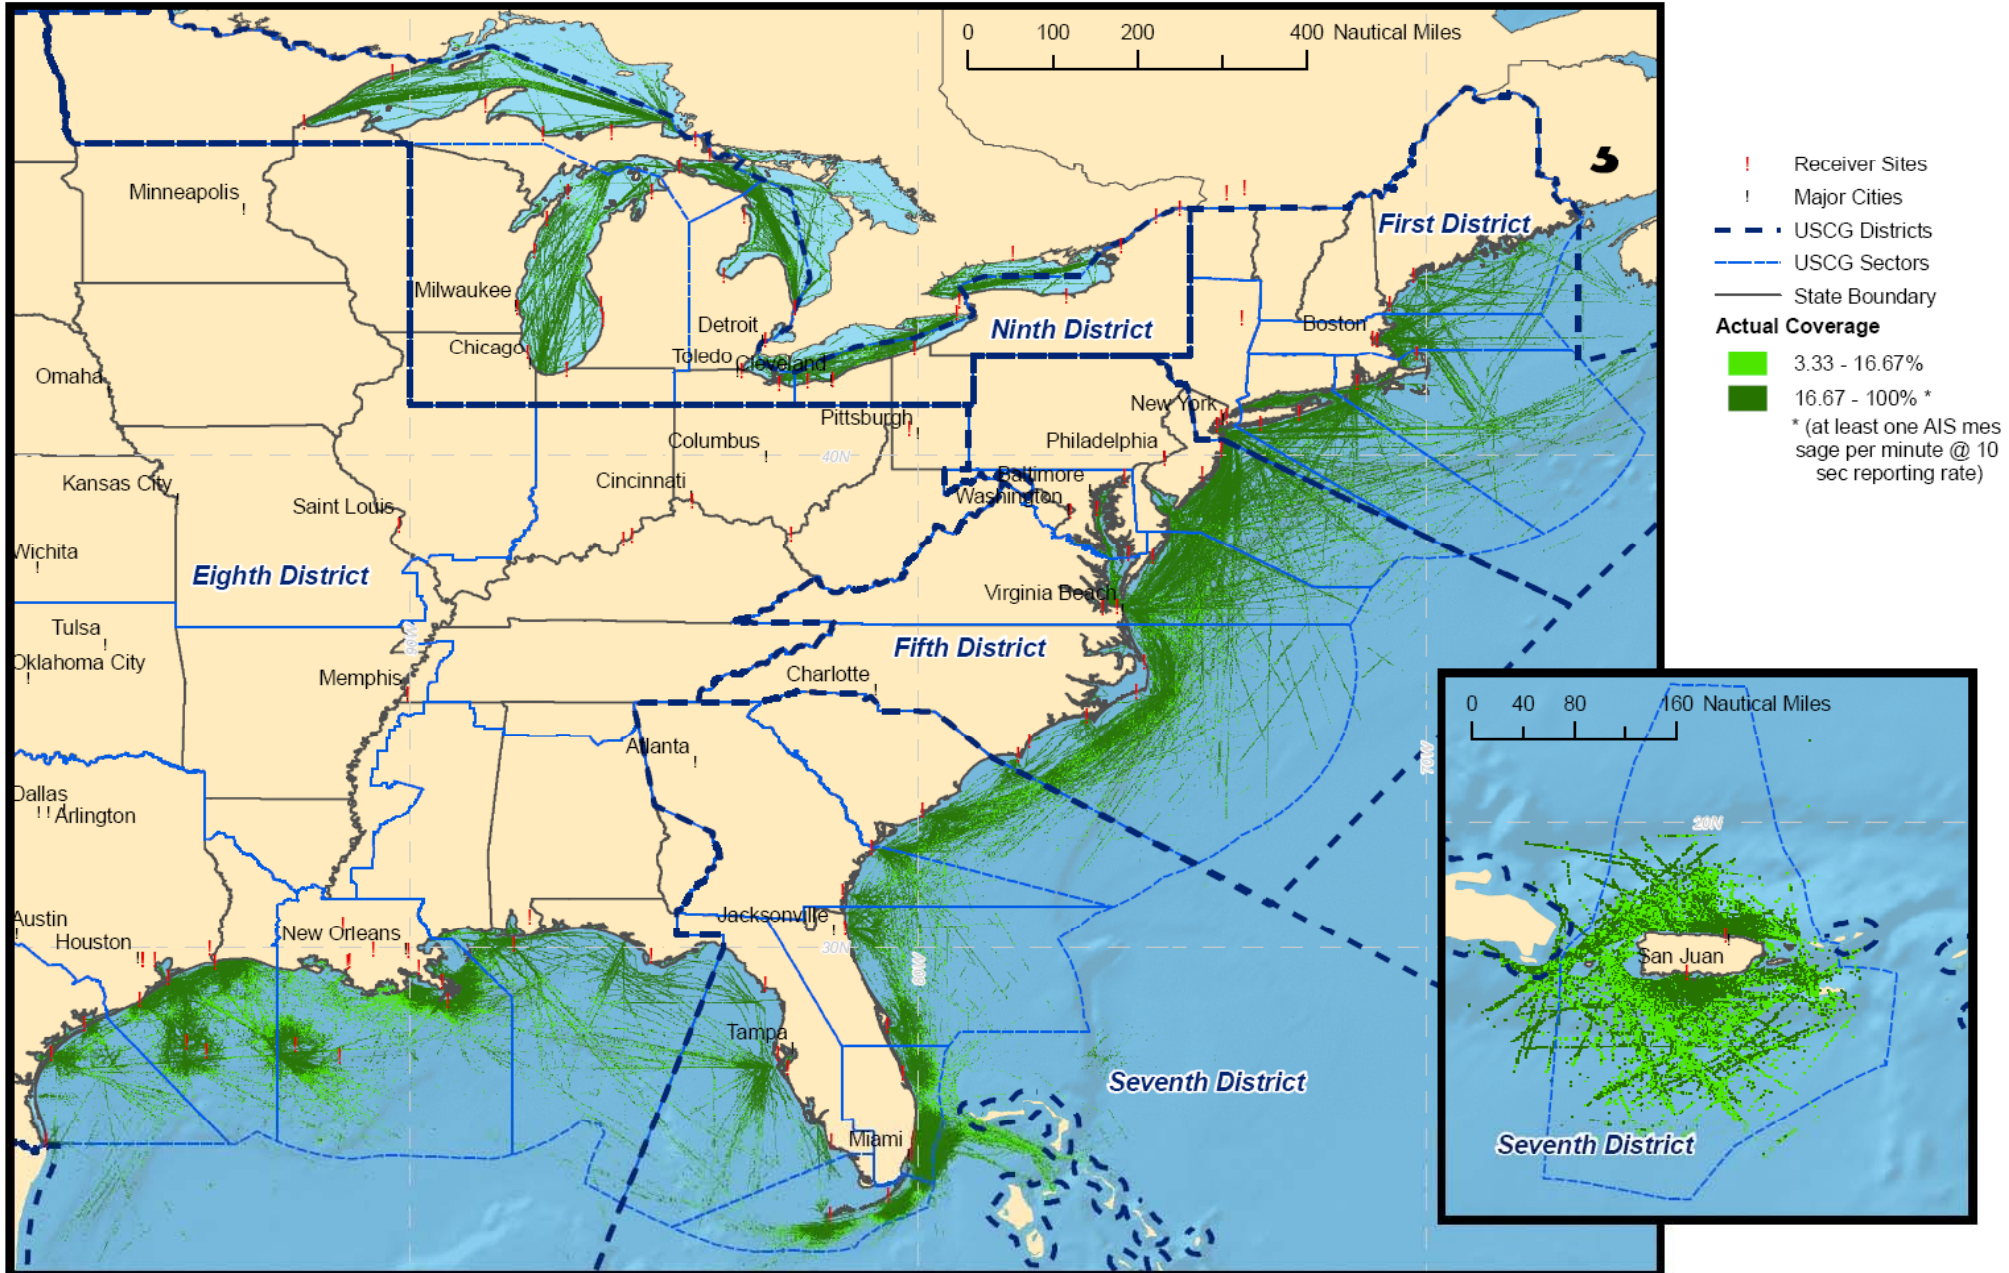 0 100 200 400 Nautical Miles
Minneapolis
First District
Milwaukee
Detroit
Ninth District
Boston
Chicago
Toledo
Cleveland
Omaha
New York
Pittsburgh
Columbus
Philadelphia
40N
Kansas City
Cincinnati
Baltimore
Washington
Saint Louis
Wichita
Eighth District
Virginia Beach
Tulsa
90W
Fifth District
Oklahoma City
Memphis
Charlotte
Atlanta
70W
Dallas
Arlington
Austin
Jacksonville
Houston
New Orleans
30N
80W
Tampa
Seventh District
Miami
Receiver Sites
Major Cities
USCG Districts
USCG Sectors
State Boundary
Actual Coverage
3.33 - 16.67%
16.67 - 100% *
* (at least one AIS mes
sage per minute @ 10
sec reporting rate)
0 40 80 160 Nautical Miles
20N
San Juan
Seventh District